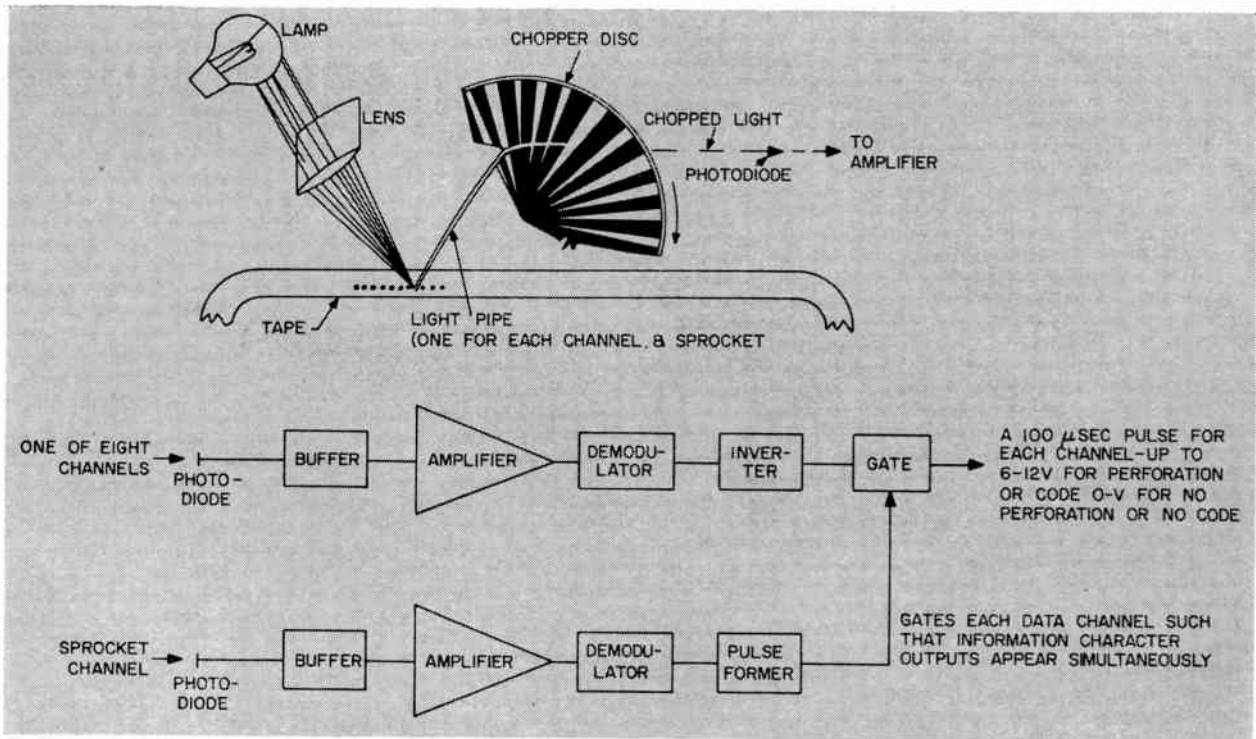 LAMP
CHOPPER DISC
LENS
CHOPPED LIGHT
TO
AMPLIFIER
PHOTODIODE
TAPE
LIGHT PIPE
(ONE FOR EACH CHANNEL, & SPROCKET
ONE OF EIGHT
CHANNELS
PHOTO-
DIODE
BUFFER
AMPLIFIER
DEMODU-
LATOR
INVER-
TER
GATE
A 100 µSEC PULSE FOR
EACH CHANNEL-UP TO
6-12V FOR PERFORATION
OR CODE O-V FOR NO
PERFORATION OR NO CODE
GATES EACH DATA CHANNEL SUCH
THAT INFORMATION CHARACTER
OUTPUTS APPEAR SIMULTANEOUSLY
SPROCKET
CHANNEL
PHOTO-
DIODE
BUFFER
AMPLIFIER
DEMODU-
LATOR
PULSE
FORMER